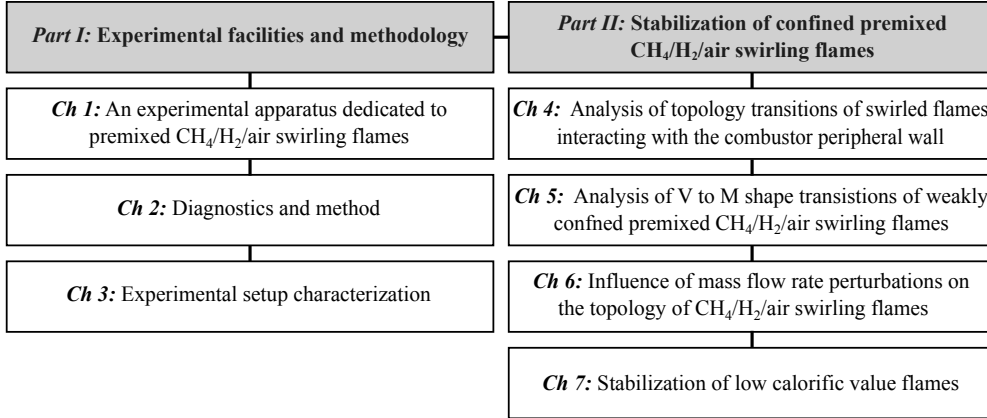 Part I: Experimental facilities and methodology
Ch 1: An experimental apparatus dedicated to
premixed CH₄/H₂/air swirling flames
Ch 2: Diagnostics and method
Ch 3: Experimental setup characterization
Part II: Stabilization of confined premixed
CH₄/H₂/air swirling flames
Ch 4: Analysis of topology transitions of swirled flames
interacting with the combustor peripheral wall
Ch 5: Analysis of V to M shape transistions of weakly
confned premixed CH₄/H₂/air swirling flames
Ch 6: Influence of mass flow rate perturbations on
the topology of CH₄/H₂/air swirling flames
Ch 7: Stabilization of low calorific value flames